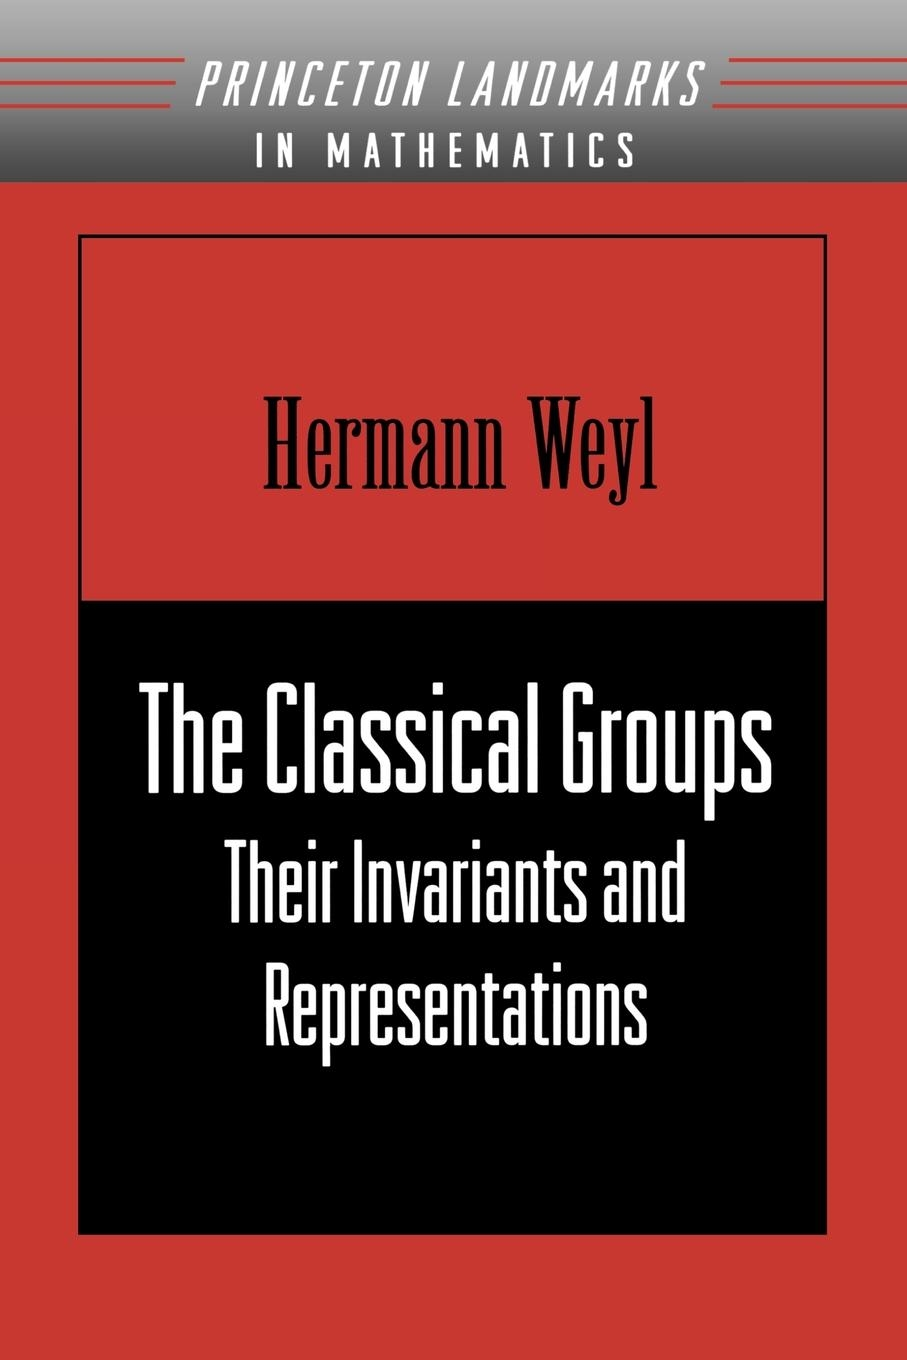 PRINCETON LANDMARKS
IN MATHEMATICS
Hermann Weyl
The Classical Groups
Their Invariants and
Representations